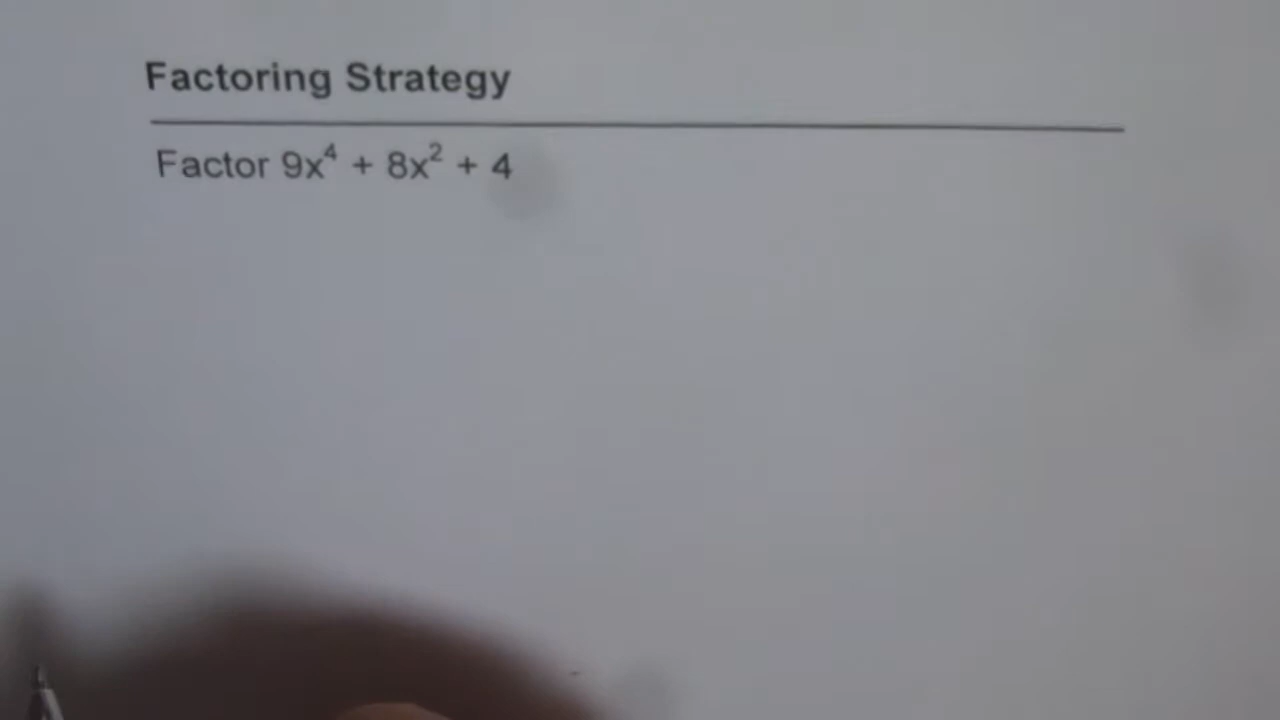 Factoring Strategy
Factor 9x⁴ + 8x² + 4